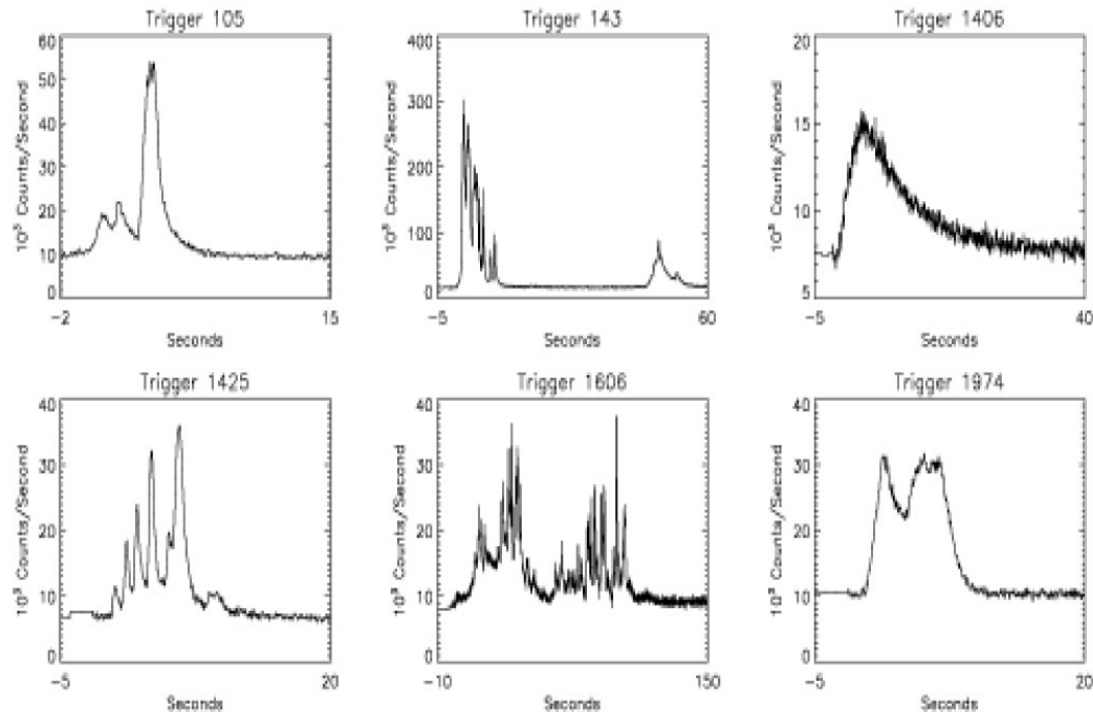 Trigger 105
60
50
40
30
20
10
0
10³ Counts/Second
-2
15
Seconds
Trigger 143
400
300
200
100
0
10³ Counts/Second
-5
60
Seconds
Trigger 1406
20
15
10
5
10³ Counts/Second
-5
40
Seconds
Trigger 1425
40
30
20
10
0
10³ Counts/Second
-5
20
Seconds
Trigger 1606
40
30
20
10
0
10³ Counts/Second
-10
150
Seconds
Trigger 1974
40
30
20
10
0
10³ Counts/Second
-5
20
Seconds